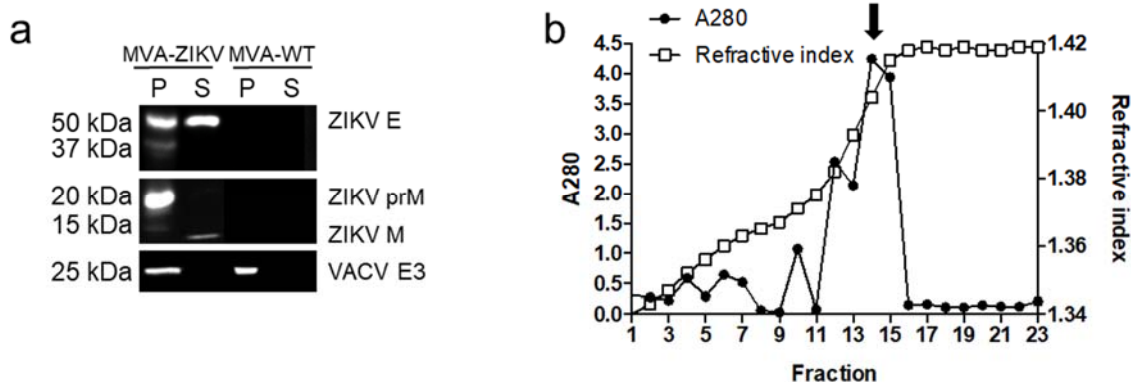 a
MVA-ZIKV MVA-WT
P S P S
50 kDa ZIKV E
37 kDa
20 kDa ZIKV prM
15 kDa ZIKV M
25 kDa VACV E3
b
A280
Refractive index
4.5
4.0
3.5
3.0
2.5
2.0
1.5
1.0
0.5
0.0
A280
1.42
1.40
1.38
1.36
1.34
Refractive index
1 3 5 7 9 11 13 15 17 19 21 23
Fraction